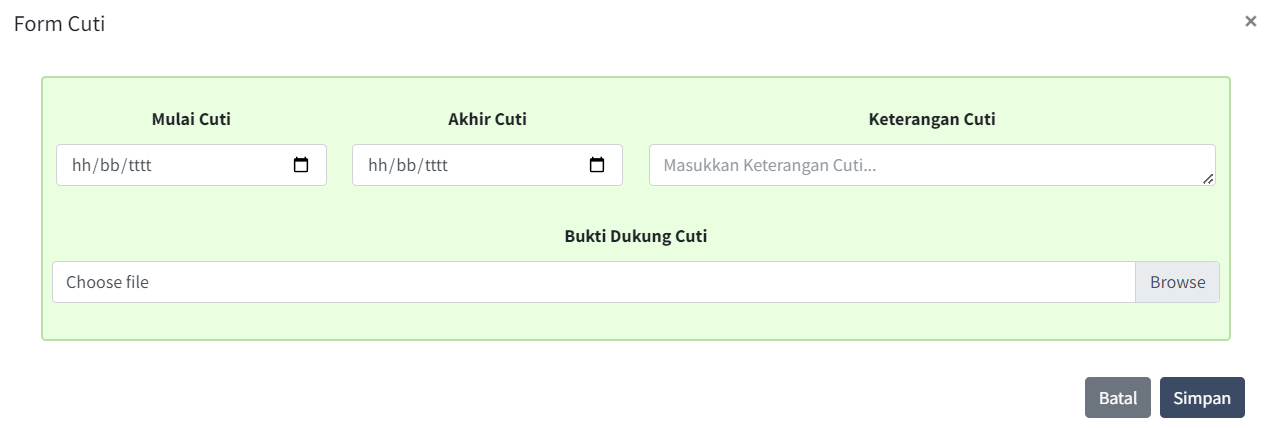 Form Cuti ×
Mulai Cuti Akhir Cuti Keterangan Cuti
hh/bb/tttt hh/bb/tttt Masukkan Keterangan Cuti...
Bukti Dukung Cuti
Choose file Browse
Batal Simpan